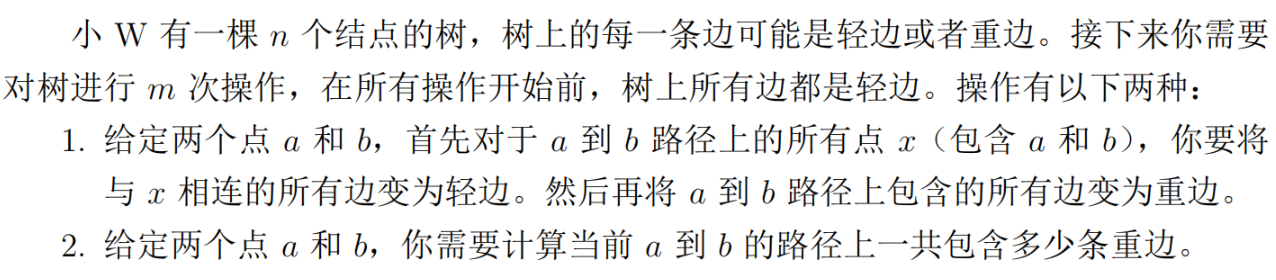 小 W 有一棵 n 个结点的树，树上的每一条边可能是轻边或者重边。接下来你需要
对树进行 m 次操作，在所有操作开始前，树上所有边都是轻边。操作有以下两种：
1. 给定两个点 a 和 b，首先对于 a 到 b 路径上的所有点 x（包含 a 和 b），你要将
与 x 相连的所有边变为轻边。然后再将 a 到 b 路径上包含的所有边变为重边。
2. 给定两个点 a 和 b，你需要计算当前 a 到 b 的路径上一共包含多少条重边。